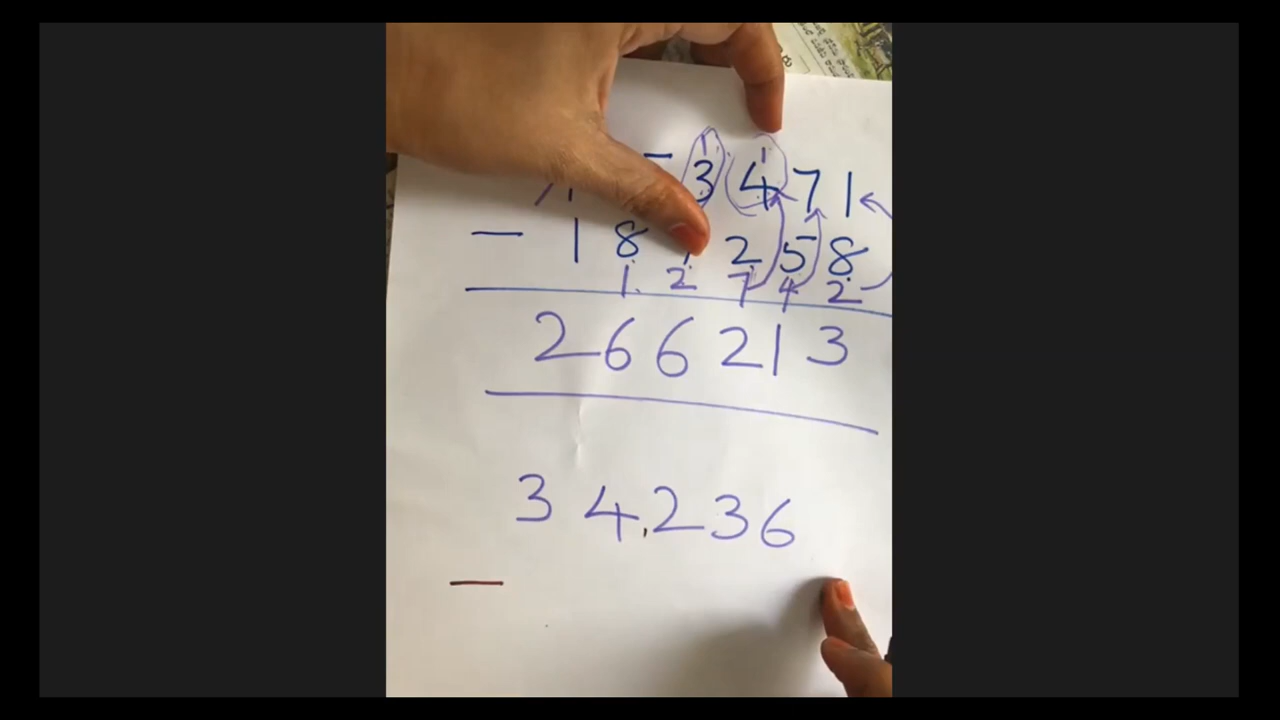 3 4 7 1
- 1 8 2 5 8
1 2 7 4 2
2 6 6 2 1 3
3 4,2 3 6
-